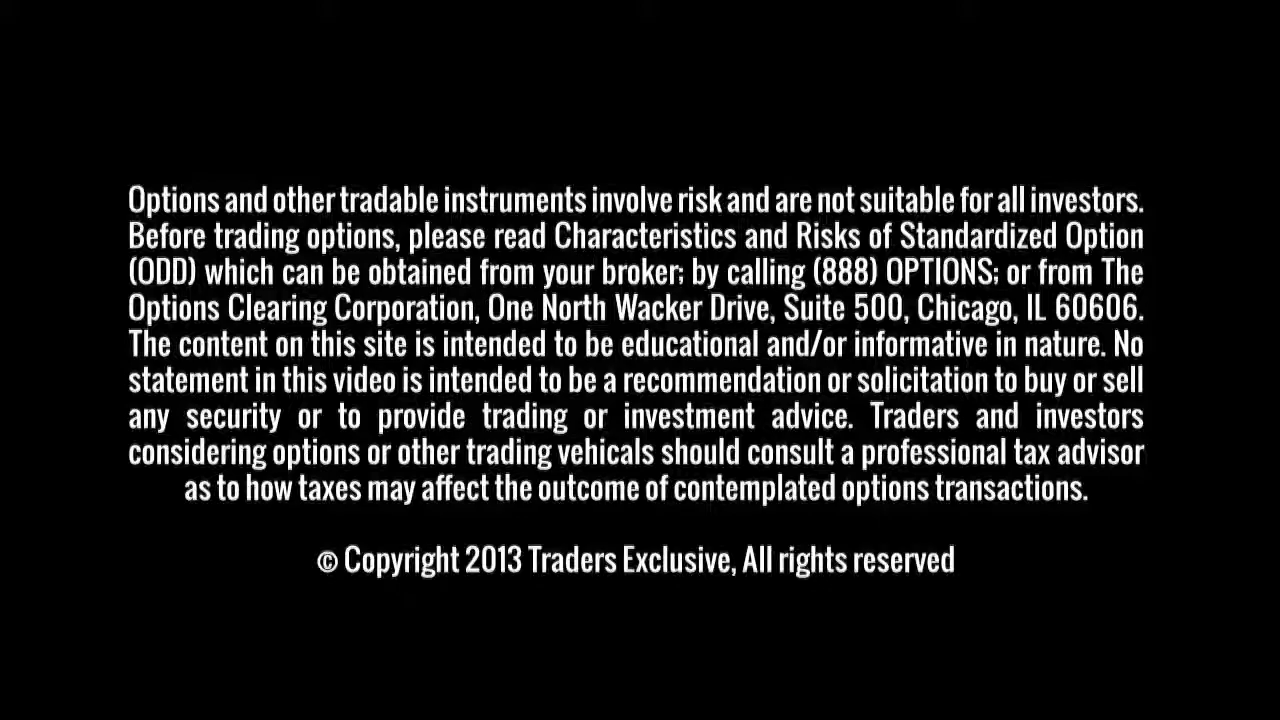 Options and other tradable instruments involve risk and are not suitable for all investors.
Before trading options, please read Characteristics and Risks of Standardized Option
(ODD) which can be obtained from your broker; by calling (888) OPTIONS; or from The
Options Clearing Corporation, One North Wacker Drive, Suite 500, Chicago, IL 60606.
The content on this site is intended to be educational and/or informative in nature. No
statement in this video is intended to be a recommendation or solicitation to buy or sell
any security or to provide trading or investment advice. Traders and investors
considering options or other trading vehicals should consult a professional tax advisor
as to how taxes may affect the outcome of contemplated options transactions.
© Copyright 2013 Traders Exclusive, All rights reserved